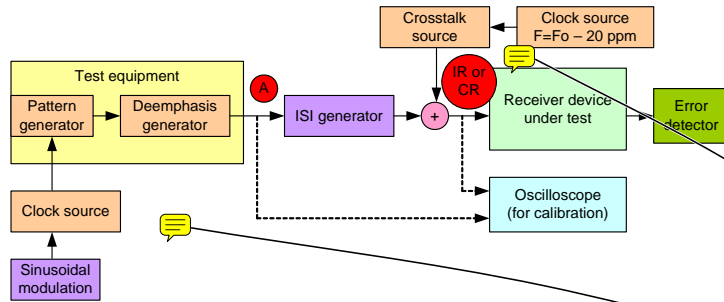 Crosstalk
source
Clock source
F=Fo – 20 ppm
Test equipment
A
IR or
CR
Pattern
generator
Deemphasis
generator
ISI generator
+
Receiver device
under test
Error
detector
Clock source
Oscilloscope
(for calibration)
Sinusoidal
modulation